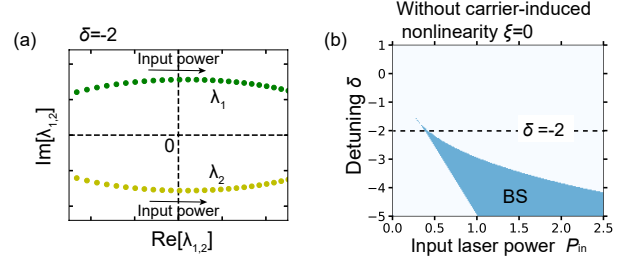 (a)
δ=-2
Input power
λ1
0
λ2
Input power
Im[λ1,2]
Re[λ1,2]
Without carrier-induced
nonlinearity ξ=0
(b)
1
0
−1
−2
−3
−4
−5
δ=-2
BS
0.0 0.5 1.0 1.5 2.0 2.5
Detuning δ
Input laser power Pin